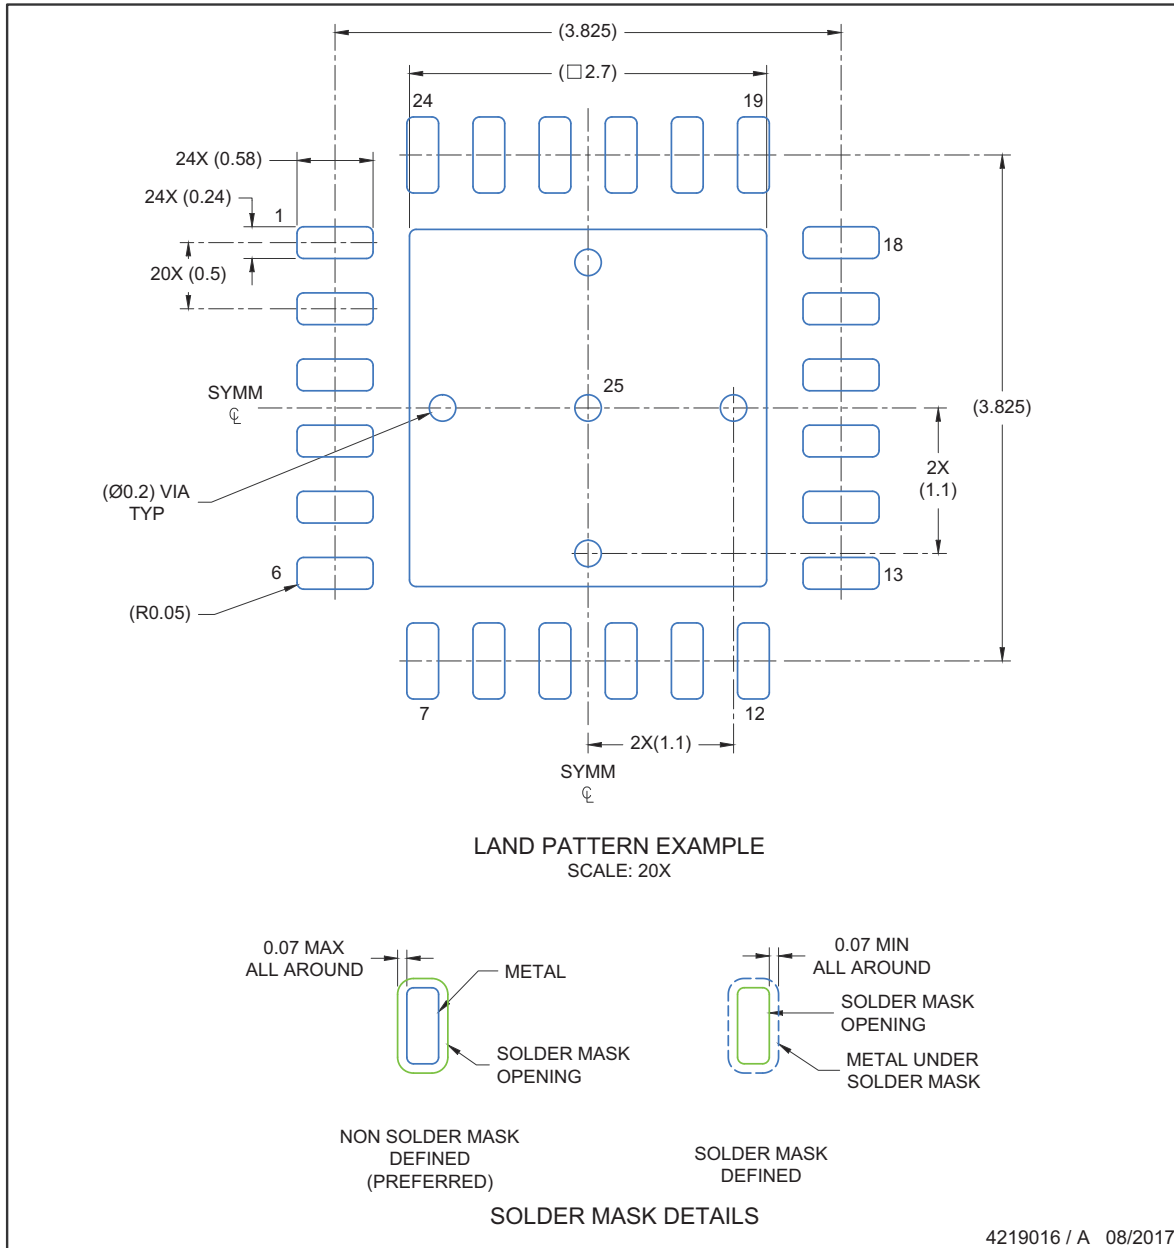 (3.825)
(□2.7)
24
19
24X (0.58)
24X (0.24)
1
18
20X (0.5)
SYMM
℄
25
(3.825)
2X
(1.1)
(Ø0.2) VIA
TYP
6
13
(R0.05)
7
12
2X(1.1)
SYMM
℄
LAND PATTERN EXAMPLE
SCALE: 20X
0.07 MAX
ALL AROUND
METAL
SOLDER MASK
OPENING
0.07 MIN
ALL AROUND
SOLDER MASK
OPENING
METAL UNDER
SOLDER MASK
NON SOLDER MASK
DEFINED
(PREFERRED)
SOLDER MASK
DEFINED
SOLDER MASK DETAILS
4219016 / A 08/2017